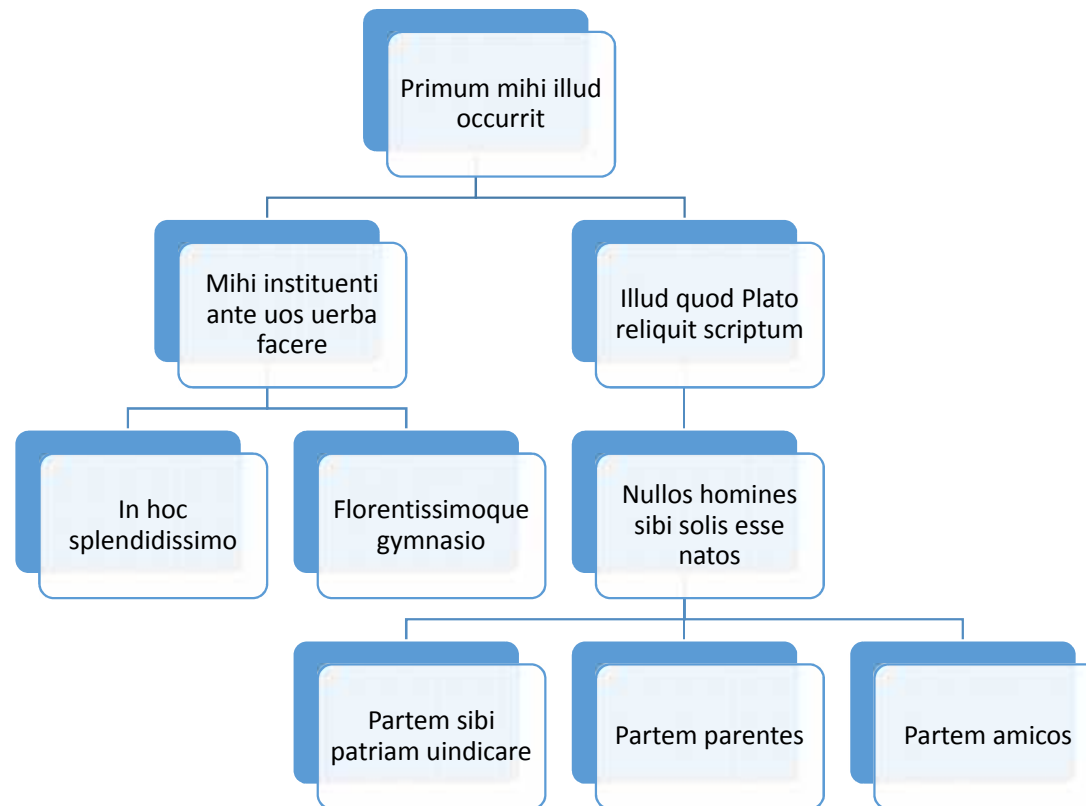 Primum mihi illud
occurrit
Mihi instituenti
ante uos uerba
facere
Illud quod Plato
reliquit scriptum
In hoc
splendidissimo
Florentissimoque
gymnasio
Nullos homines
sibi solis esse
natos
Partem sibi
patriam uindicare
Partem parentes
Partem amicos